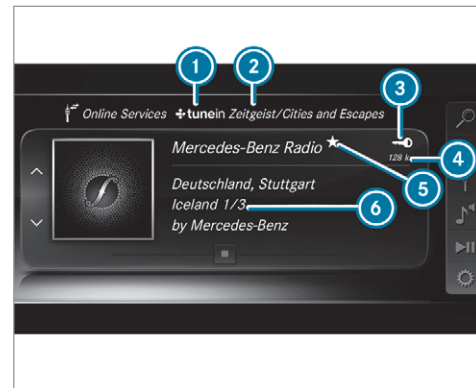 1 2 3
Online Services tunein Zeitgeist/Cities and Escapes
Mercedes-Benz Radio
128 k 4
5
Deutschland, Stuttgart
Iceland 1/3 6
by Mercedes-Benz